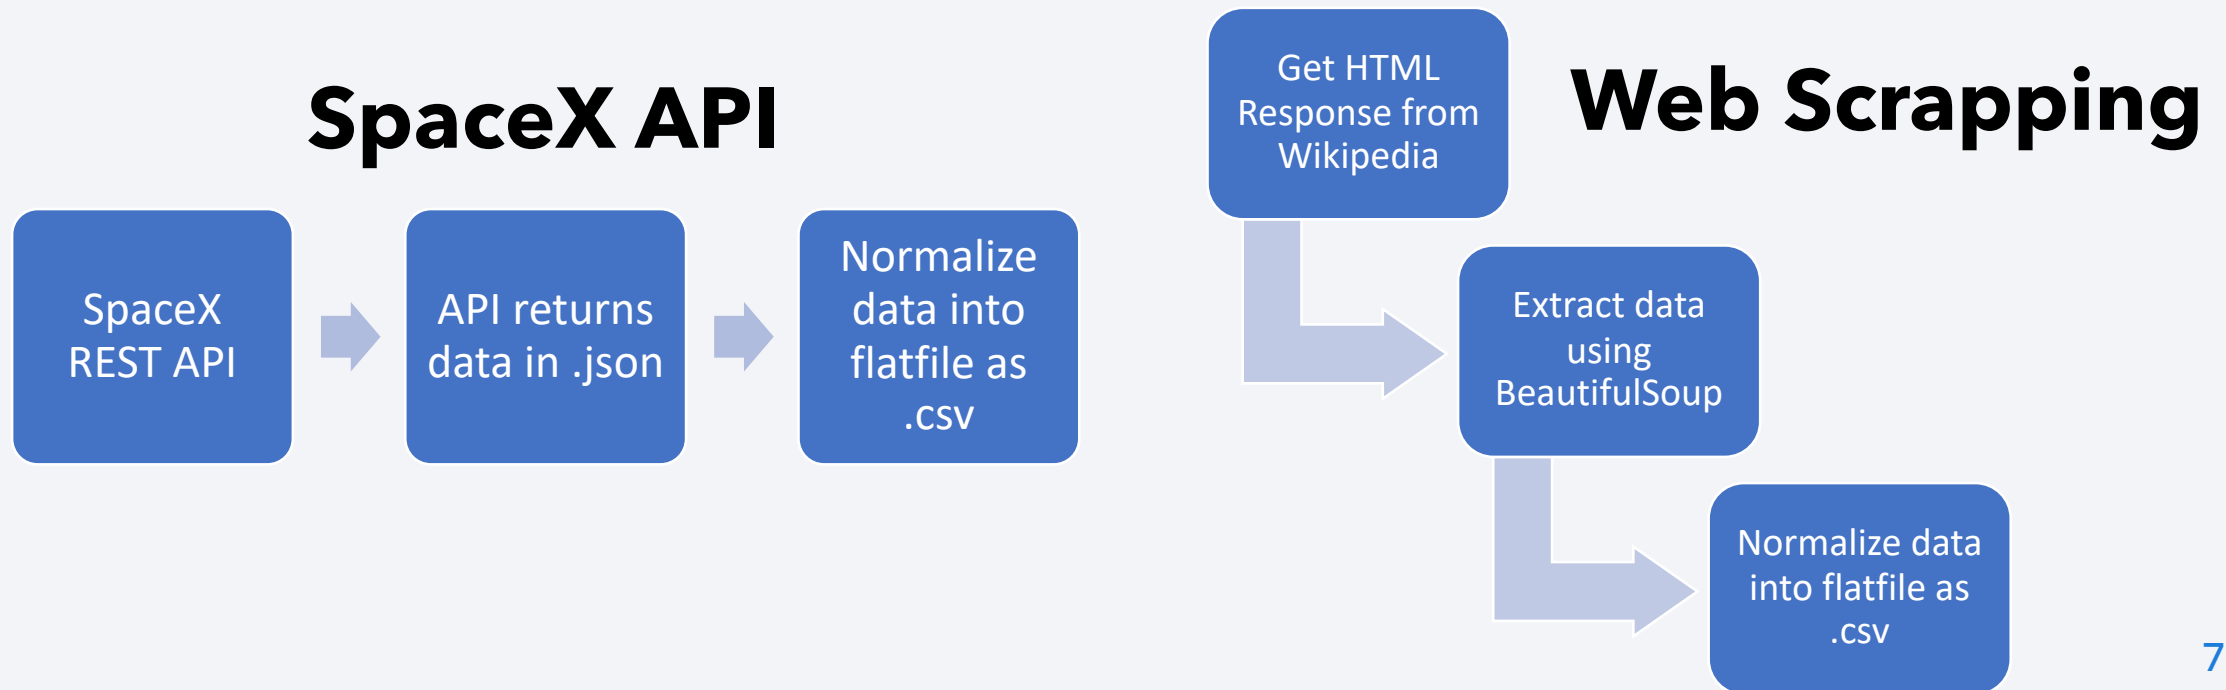 SpaceX API
SpaceX
REST API
API returns
data in .json
Normalize
data into
flatfile as
.csv
Web Scrapping
Get HTML
Response from
Wikipedia
Extract data
using
BeautifulSoup
Normalize data
into flatfile as
.csv
7